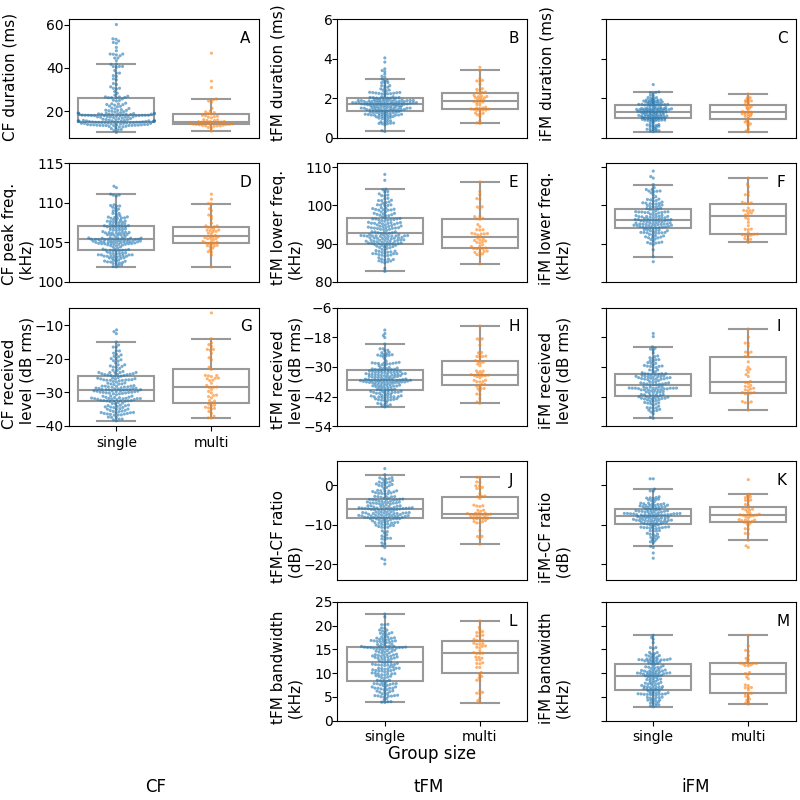 CF duration (ms)
60
40
20
A
tFM duration (ms)
6
4
2
0
B
iFM duration (ms)
C
CF peak freq.
(kHz)
115
110
105
100
D
tFM lower freq.
(kHz)
110
100
90
80
E
iFM lower freq.
(kHz)
F
CF received
level (dB rms)
−10
−20
−30
−40
G
single
multi
tFM received
level (dB rms)
−6
−18
−30
−42
−54
H
iFM received
level (dB rms)
I
tFM-CF ratio
(dB)
0
−10
−20
J
iFM-CF ratio
(dB)
K
tFM bandwidth
(kHz)
25
20
15
10
5
0
L
single
multi
iFM bandwidth
(kHz)
M
single
multi
Group size
CF
tFM
iFM